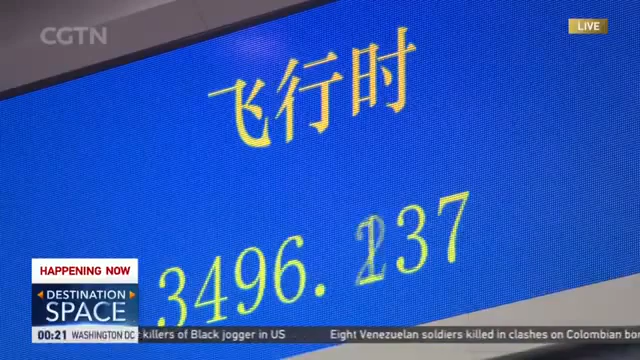 CGTN
LIVE
飞行时
3496. 37
HAPPENING NOW
DESTINATION
SPACE
00:21 WASHINGTON DC
killers of Black jogger in US Eight Venezuelan soldiers killed in clashes on Colombian bo